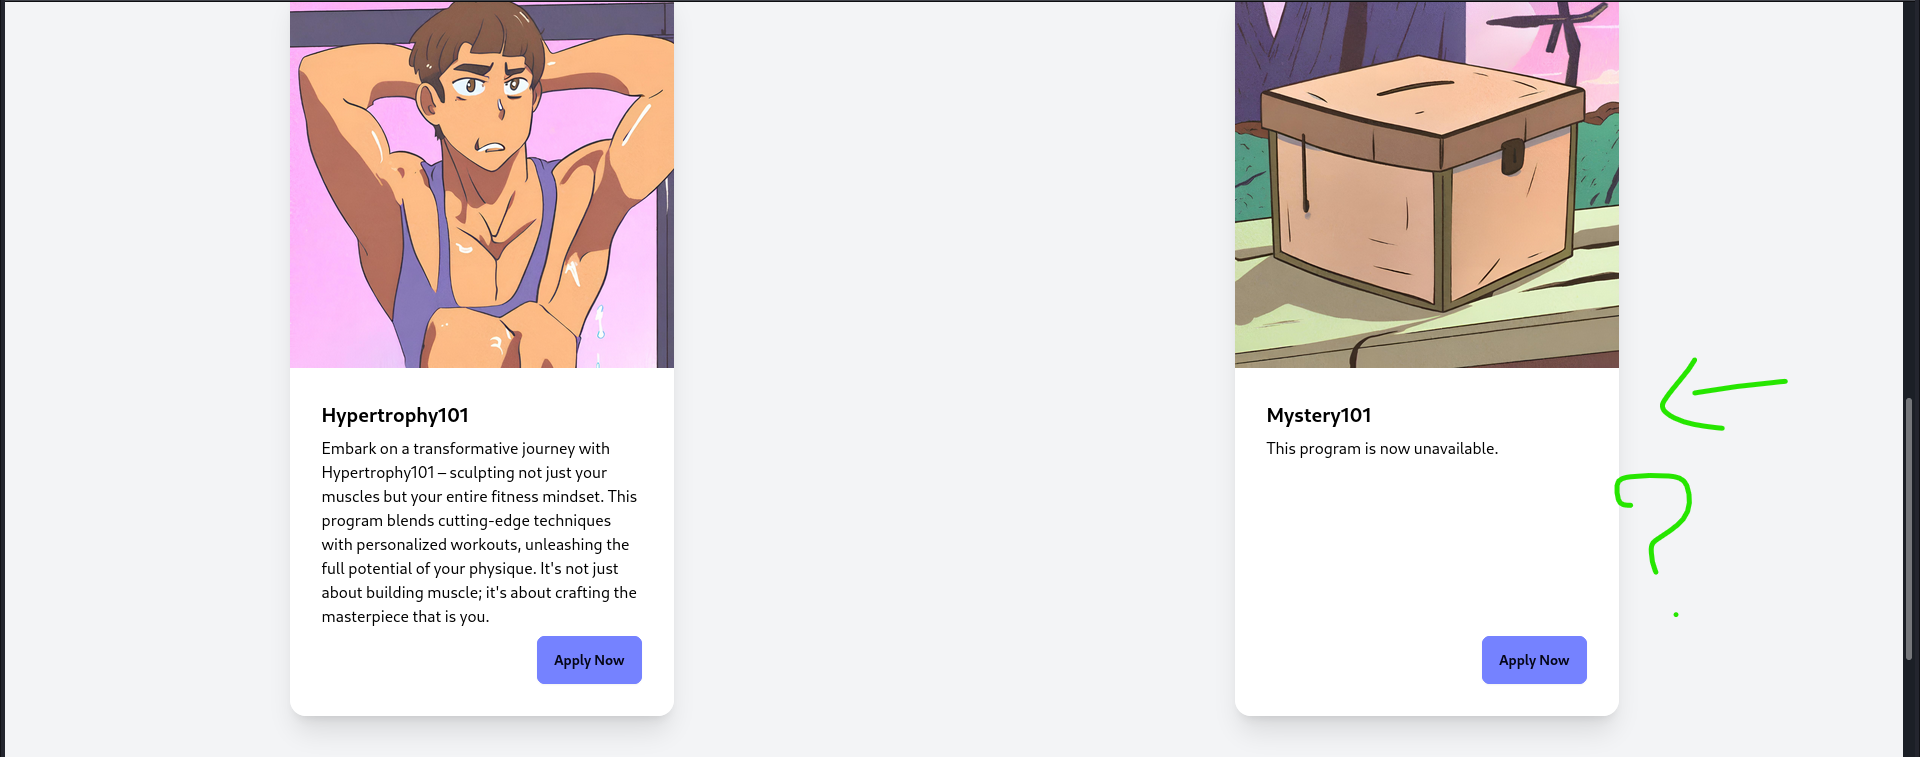 Hypertrophy101
Embark on a transformative journey with
Hypertrophy101 – sculpting not just your
muscles but your entire fitness mindset. This
program blends cutting-edge techniques
with personalized workouts, unleashing the
full potential of your physique. It's not just
about building muscle; it's about crafting the
masterpiece that is you.
Apply Now
Mystery101
This program is now unavailable.
Apply Now
?